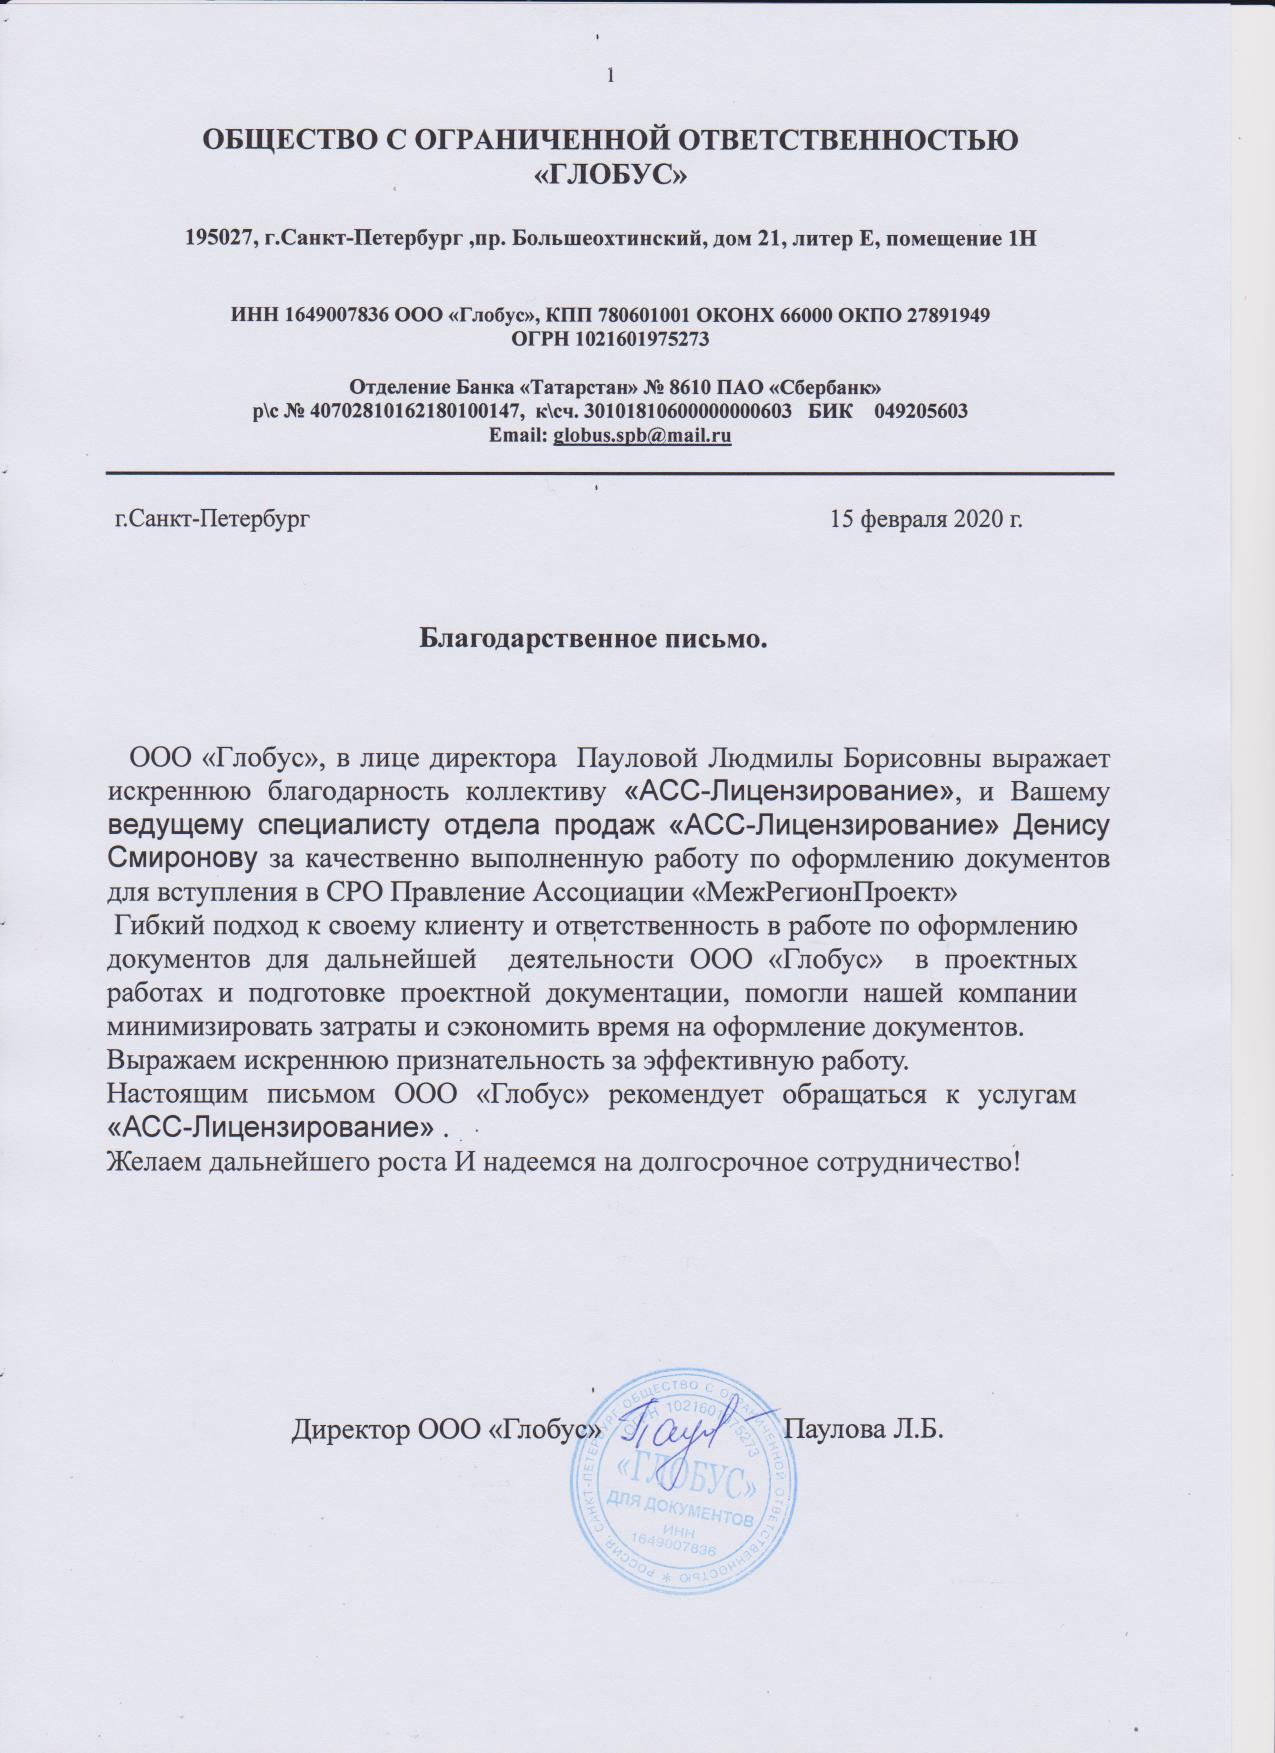 1
ОБЩЕСТВО С ОГРАНИЧЕННОЙ ОТВЕТСТВЕННОСТЬЮ
«ГЛОБУС»
195027, г.Санкт-Петербург ,пр. Большеохтинский, дом 21, литер Е, помещение 1Н
ИНН 1649007836 ООО «Глобус», КПП 780601001 ОКОНХ 66000 ОКПО 27891949
ОГРН 1021601975273
Отделение Банка «Татарстан» № 8610 ПАО «Сбербанк»
р\с № 40702810162180100147, к\сч. 30101810600000000603 БИК 049205603
Email: globus.spb@mail.ru
г.Санкт-Петербург 15 февраля 2020 г.
Благодарственное письмо.
ООО «Глобус», в лице директора Пауловой Людмилы Борисовны выражает
искреннюю благодарность коллективу «АСС-Лицензирование», и Вашему
ведущему специалисту отдела продаж «АСС-Лицензирование» Денису
Смиронову за качественно выполненную работу по оформлению документов
для вступления в СРО Правление Ассоциации «МежРегионПроект»
Гибкий подход к своему клиенту и ответственность в работе по оформлению
документов для дальнейшей деятельности ООО «Глобус» в проектных
работах и подготовке проектной документации, помогли нашей компании
минимизировать затраты и сэкономить время на оформление документов.
Выражаем искреннюю признательность за эффективную работу.
Настоящим письмом ООО «Глобус» рекомендует обращаться к услугам
«АСС-Лицензирование» .
Желаем дальнейшего роста И надеемся на долгосрочное сотрудничество!
Директор ООО «Глобус» Паулова Л.Б.
РОССИЯ, САНКТ-ПЕТЕРБУРГ ОБЩЕСТВО С ОГРАНИЧЕННОЙ ОТВЕТСТВЕННОСТЬЮ *
ОГРН 1021601975273
«ГЛОБУС»
ДЛЯ ДОКУМЕНТОВ
ИНН
1649007836